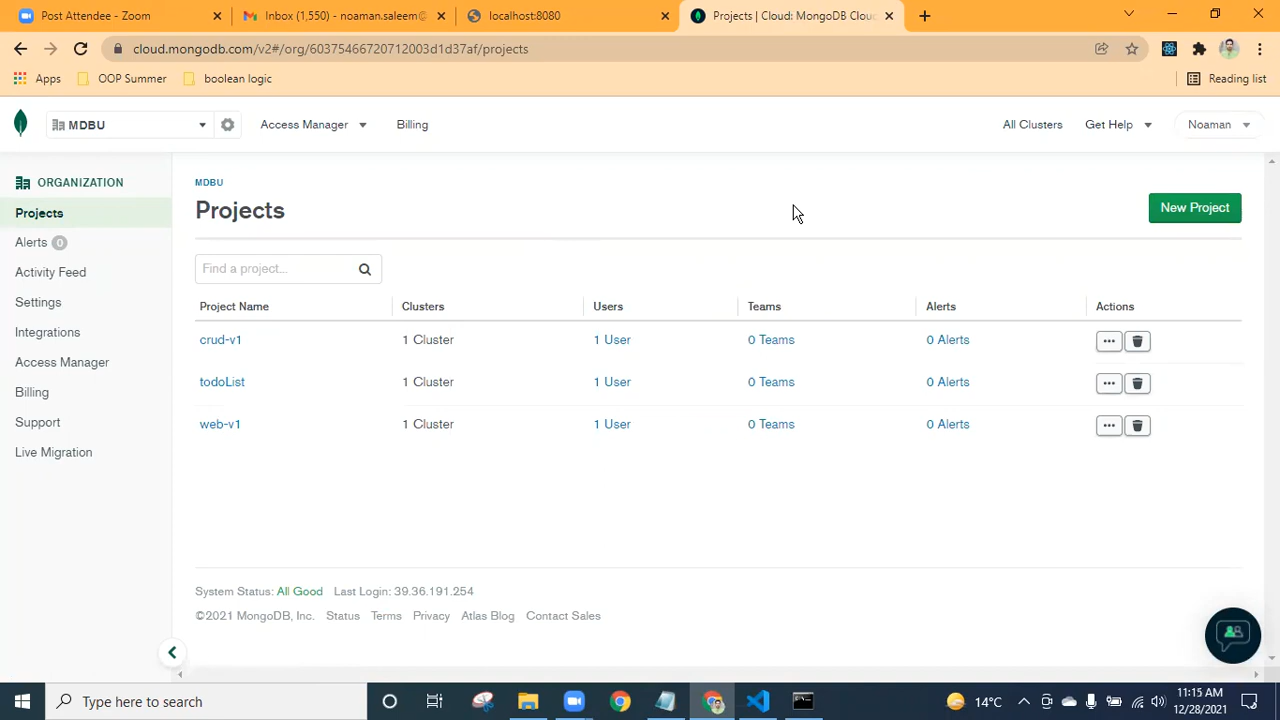 Post Attendee - Zoom
Inbox (1,550) - noaman.saleem@
localhost:8080
Projects | Cloud: MongoDB Cloud
cloud.mongodb.com/v2#/org/60375466720712003d1d37af/projects
Apps
OOP Summer
boolean logic
Reading list
MDBU
Access Manager
Billing
All Clusters
Get Help
Noaman
ORGANIZATION
Projects
Alerts 0
Activity Feed
Settings
Integrations
Access Manager
Billing
Support
Live Migration
MDBU
Projects
New Project
Find a project...
Project Name Clusters Users Teams Alerts Actions
crud-v1 1 Cluster 1 User 0 Teams 0 Alerts
todoList 1 Cluster 1 User 0 Teams 0 Alerts
web-v1 1 Cluster 1 User 0 Teams 0 Alerts
System Status: All Good Last Login: 39.36.191.254
©2021 MongoDB, Inc. Status Terms Privacy Atlas Blog Contact Sales
Type here to search
14°C
11:15 AM
12/28/2021